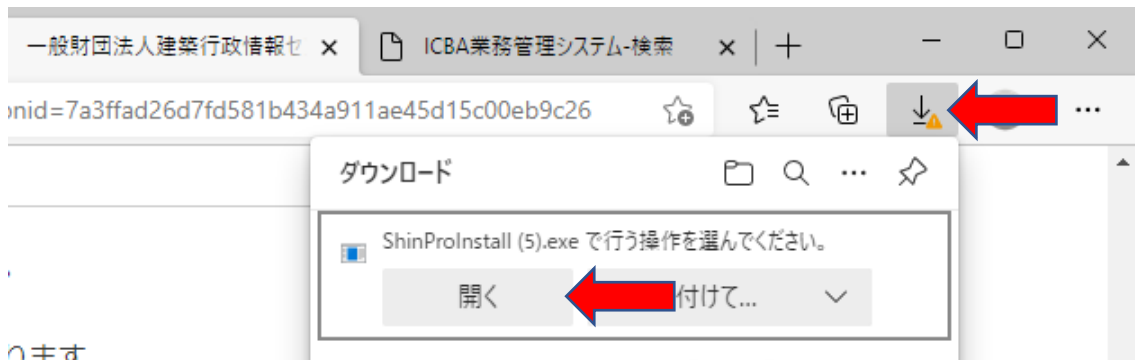 一般財団法人建築行政情報セ
ICBA業務管理システム-検索
onid=7a3ffad26d7fd581b434a911ae45d15c00eb9c26
ダウンロード
ShinProInstall (5).exe で行う操作を選んでください。
開く
付けて...
ります